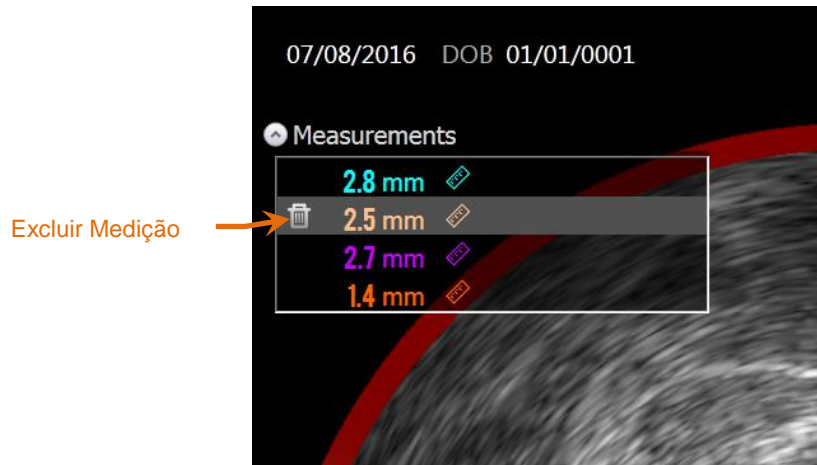 07/08/2016 DOB 01/01/0001
Measurements
2.8 mm
Excluir Medição
2.5 mm
2.7 mm
1.4 mm